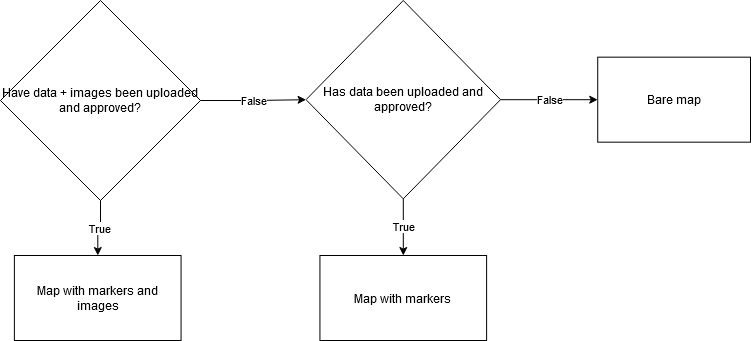 Have data + images been uploaded
and approved?
False
Has data been uploaded and
approved?
False
Bare map
True
True
Map with markers and
images
Map with markers